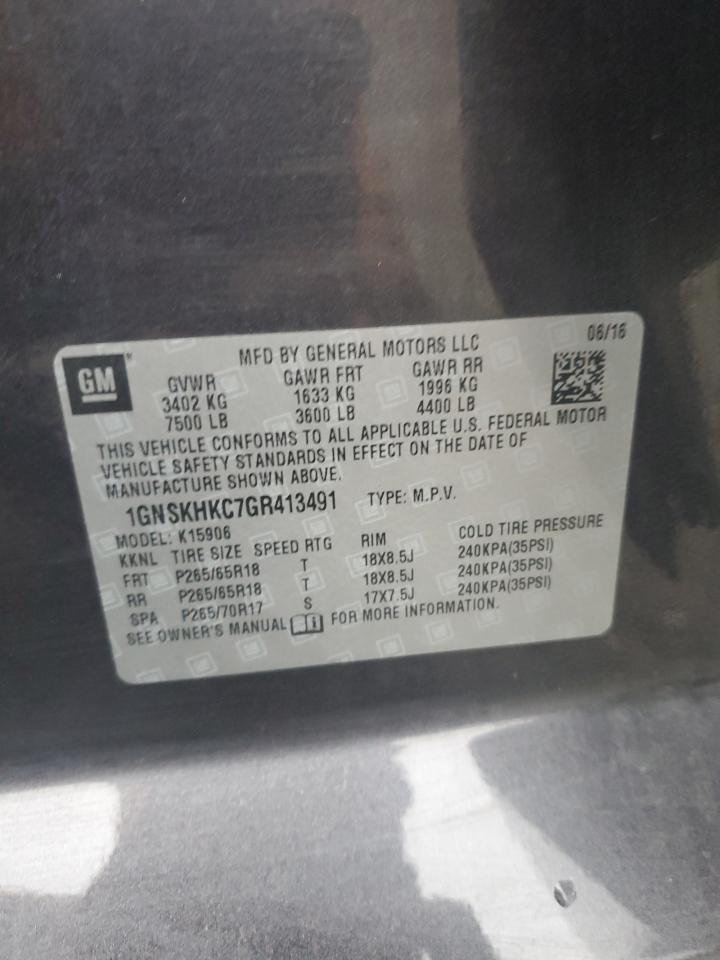 GM
MFD BY GENERAL MOTORS LLC 06/16
GVWR GAWR FRT GAWR RR
3402 KG 1633 KG 1996 KG
7500 LB 3600 LB 4400 LB
THIS VEHICLE CONFORMS TO ALL APPLICABLE U.S. FEDERAL MOTOR
VEHICLE SAFETY STANDARDS IN EFFECT ON THE DATE OF
MANUFACTURE SHOWN ABOVE.
1GNSKHKC7GR413491 TYPE: M.P.V.
MODEL: K15906
KKNL TIRE SIZE SPEED RTG RIM COLD TIRE PRESSURE
FRT P265/65R18 T 18X8.5J 240KPA(35PSI)
RR P265/65R18 T 18X8.5J 240KPA(35PSI)
SPA P265/70R17 S 17X7.5J 240KPA(35PSI)
SEE OWNER'S MANUAL FOR MORE INFORMATION.